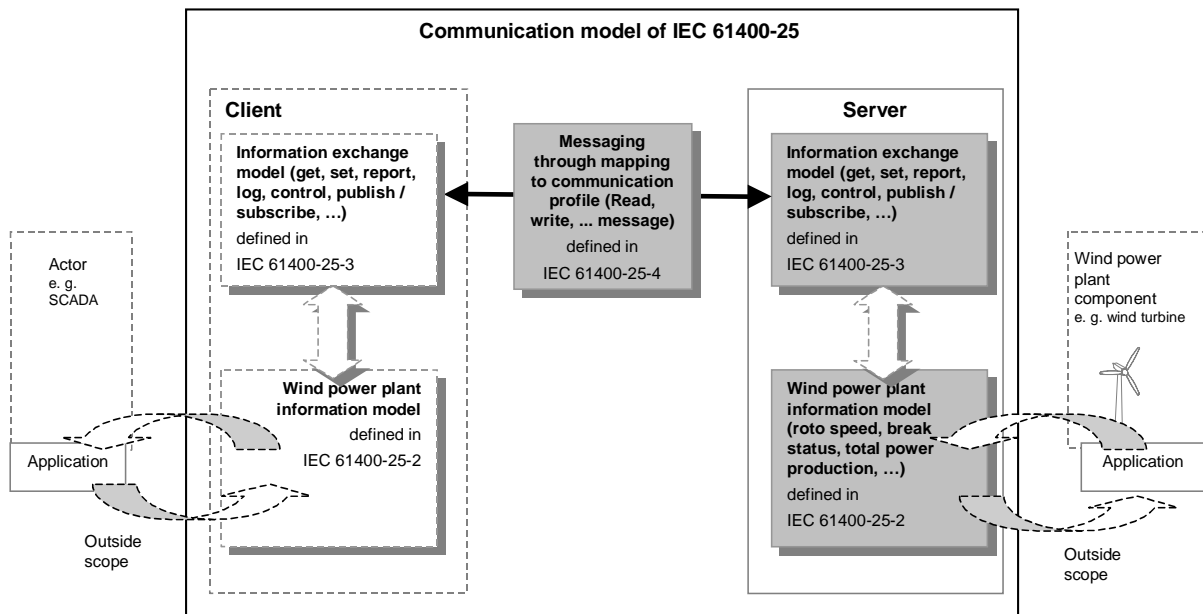 Communication model of IEC 61400-25
Client
Information exchange
model (get, set, report,
log, control, publish /
subscribe, …)
defined in
IEC 61400-25-3
Messaging
through mapping
to communication
profile (Read,
write, ... message)
defined in
IEC 61400-25-4
Server
Information exchange
model (get, set, report,
log, control, publish /
subscribe, …)
defined in
IEC 61400-25-3
Actor
e. g.
SCADA
Application
Outside
scope
Wind power plant
information model
defined in
IEC 61400-25-2
Wind power plant
information model
(roto speed, break
status, total power
production, …)
defined in
IEC 61400-25-2
Wind power
plant
component
e. g. wind turbine
Application
Outside
scope